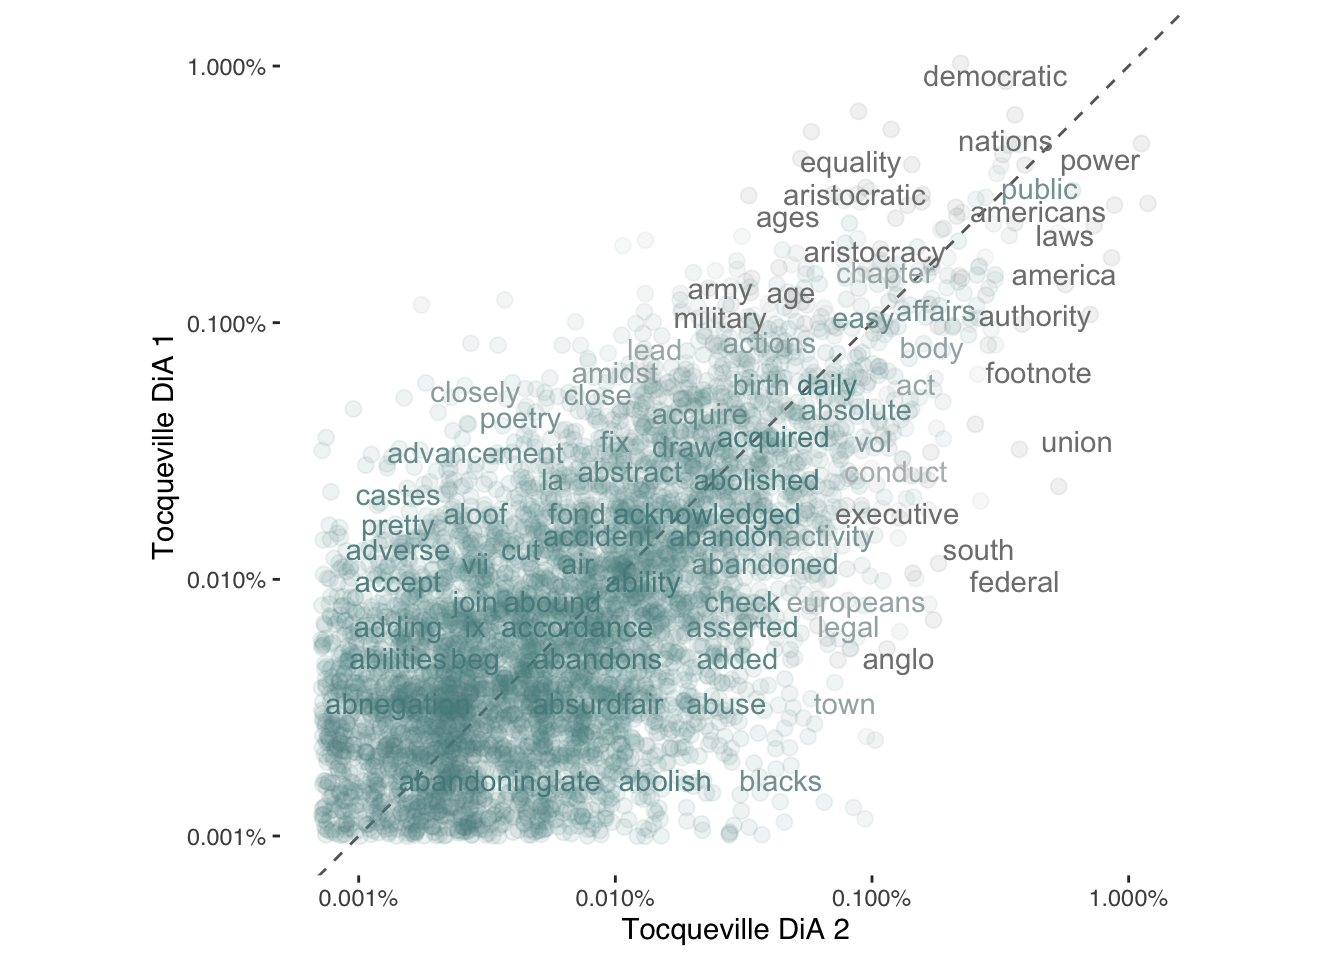 1.000%
democratic
nations
equality
power
public
aristocratic
ages
americans
laws
aristocracy
chapter
america
army
age
military
easy
affairs
authority
0.100%
lead
actions
body
amidst
footnote
closely
close
birth
daily
act
poetry
acquire
absolute
advancement
fix
draw
acquired
vol
union
la
abstract
abolished
conduct
castes
aloof
fond
acknowledged
executive
pretty
accident
abandon
activity
adverse
vii
cut
air
abandoned
south
0.010%
accept
ability
federal
join
abound
check
europeans
adding
ix
accordance
asserted
legal
abilities
beg
abandons
added
anglo
abnegation
absurd
fair
abuse
town
abandoning
late
abolish
blacks
0.001%
Tocqueville DiA 1
0.001%
0.010%
0.100%
1.000%
Tocqueville DiA 2